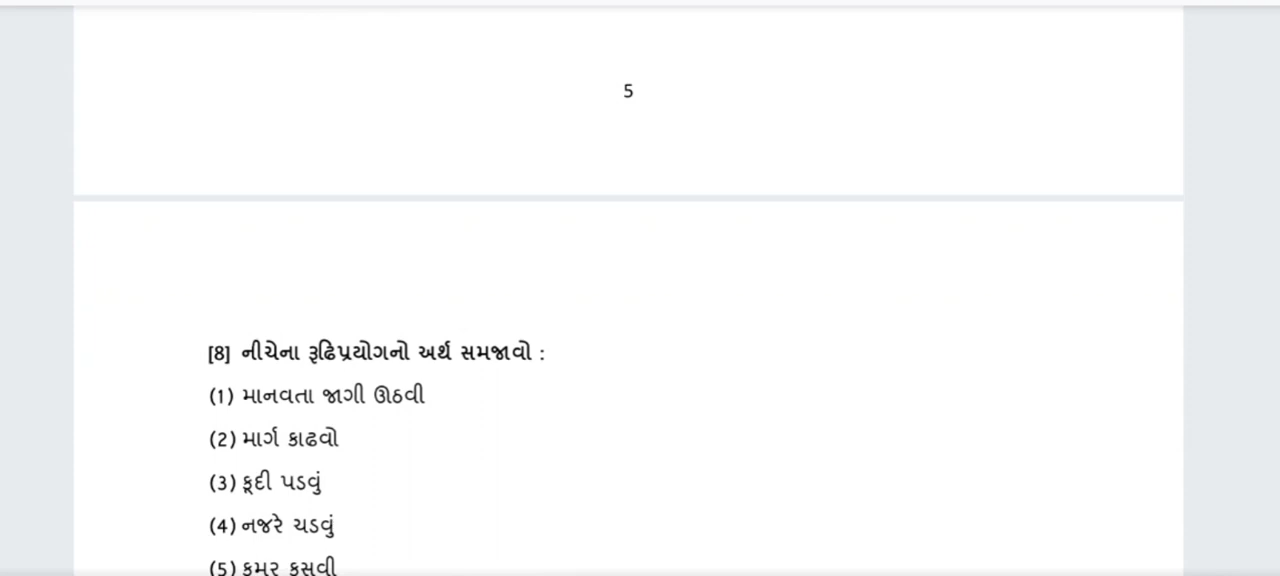 5
[8] નીચેના રૂઢિપ્રયોગનો અર્થ સમજાવો :
(1) માનવતા જાગી ઊઠવી
(2) માર્ગ કાઢવો
(3) કૂદી પડવું
(4) નજરે ચડવું
(5) કમર કસવી